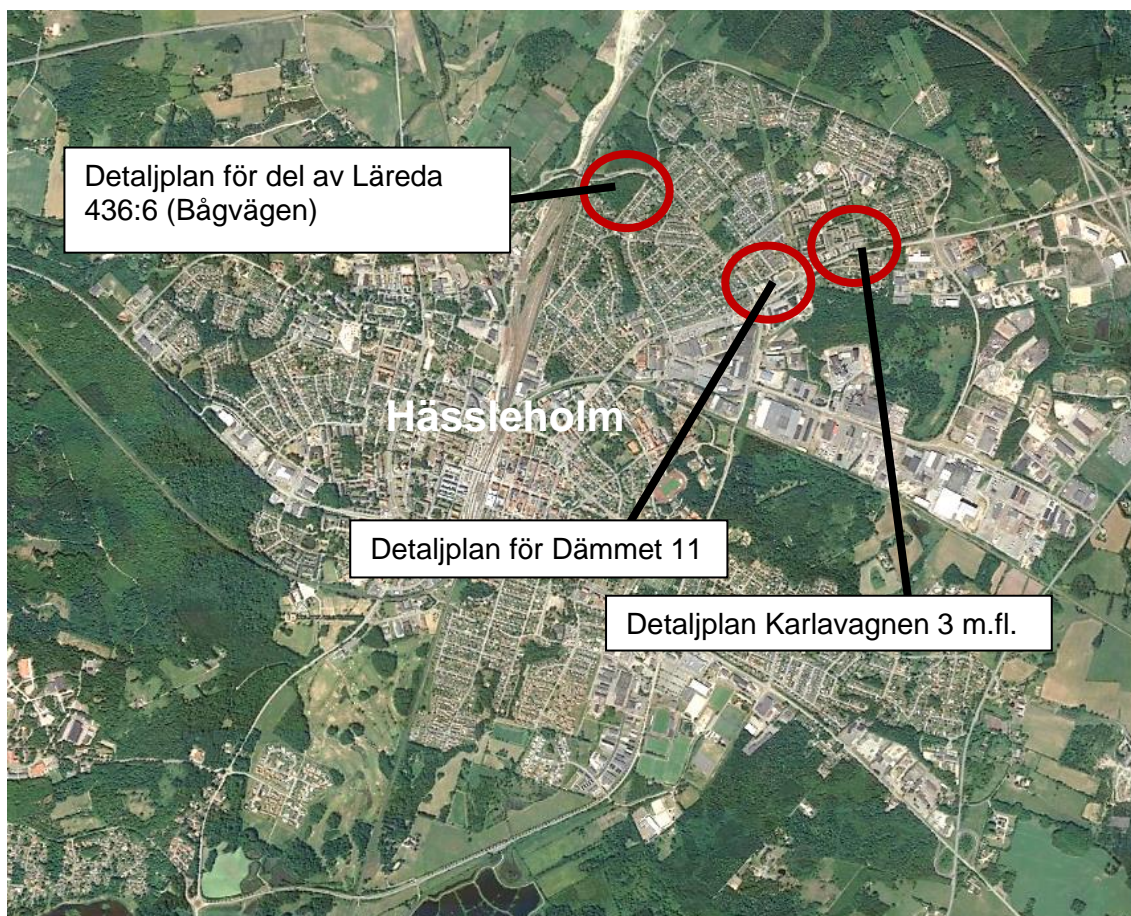 Detaljplan för del av Läreda
436:6 (Bågvägen)
Hässleholm
Detaljplan för Dämmet 11
Detaljplan Karlavagnen 3 m.fl.